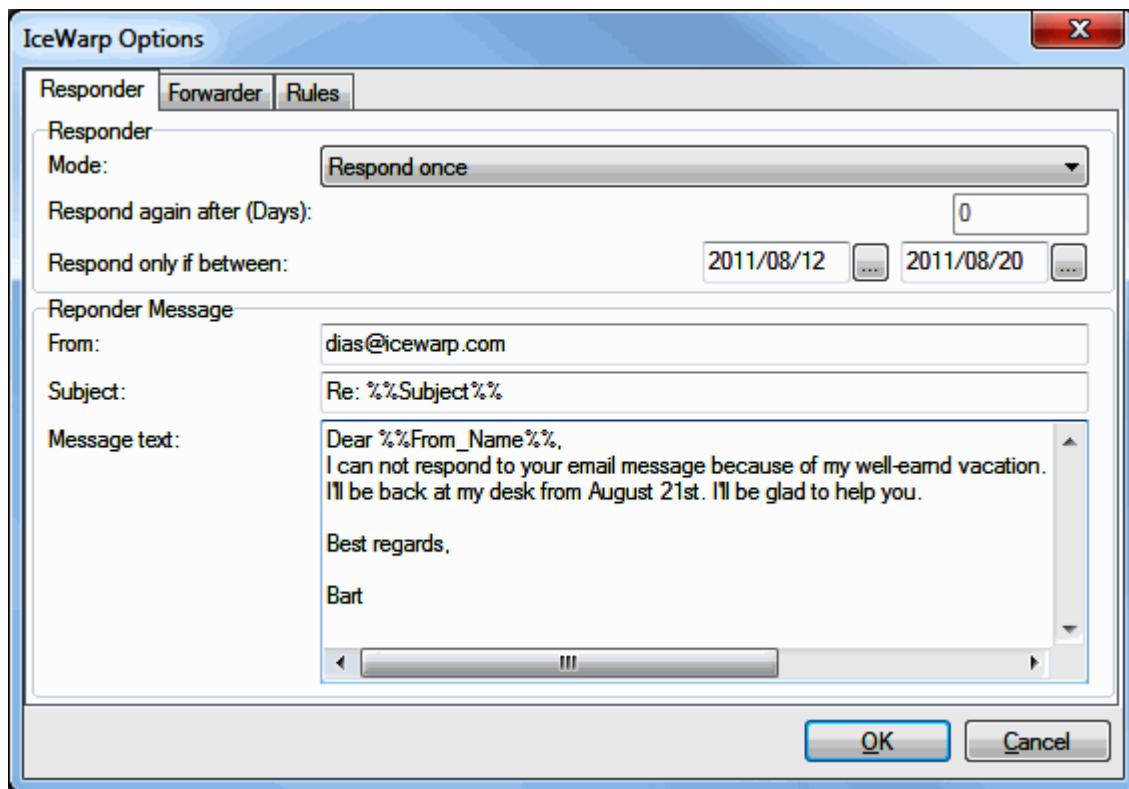 IceWarp Options
Responder Forwarder Rules
Responder
Mode: Respond once
Respond again after (Days): 0
Respond only if between: 2011/08/12 ... 2011/08/20 ...
Reponder Message
From: dias@icewarp.com
Subject: Re: %%Subject%%
Message text: Dear %%From_Name%%,
I can not respond to your email message because of my well-earnd vacation.
I'll be back at my desk from August 21st. I'll be glad to help you.
Best regards,
Bart
OK Cancel